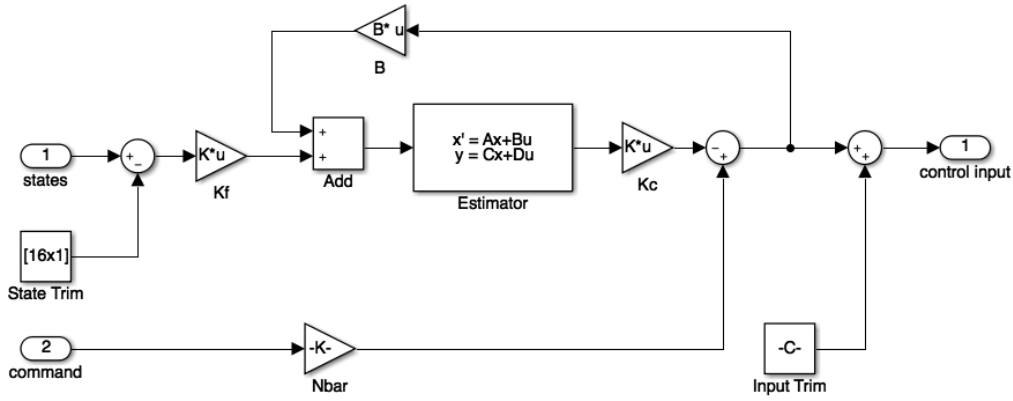 B* u
B
1
states
+
-
K*u
Kf
+
+
Add
x' = Ax+Bu
y = Cx+Du
Estimator
K*u
Kc
-
+
+
+
1
control input
[16x1]
State Trim
2
command
-K-
Nbar
-C-
Input Trim